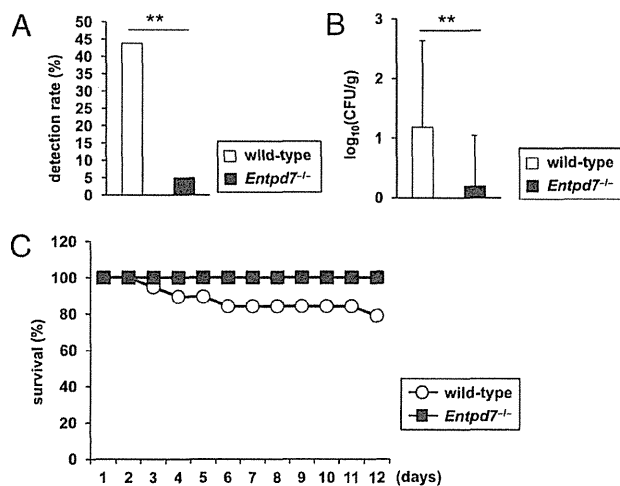 A
**
50
45
40
35
30
25
20
15
10
5
0
detection rate (%)
wild-type
Entpd7⁻/⁻
B
**
3
2
1
0
log₁₀(CFU/g)
wild-type
Entpd7⁻/⁻
C
120
100
80
60
40
20
0
survival (%)
1 2 3 4 5 6 7 8 9 10 11 12 (days)
wild-type
Entpd7⁻/⁻